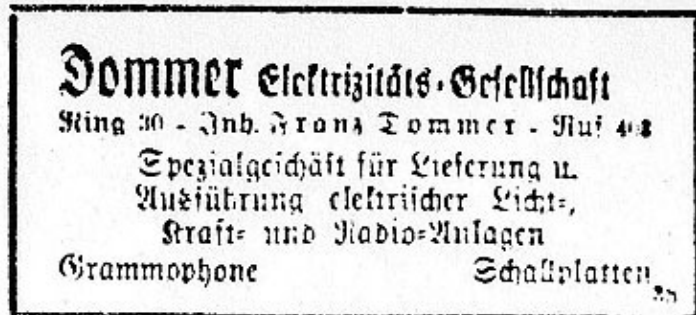 Dommer Elektrizitäts-Gesellschaft
Ring 30 - Inh. Franz Dommer - Ruf
Spezialgeschäft für Lieferung u.
Ausführung elektrischer Licht-,
Kraft- und Radio-Anlagen
Grammophone Schallplatten